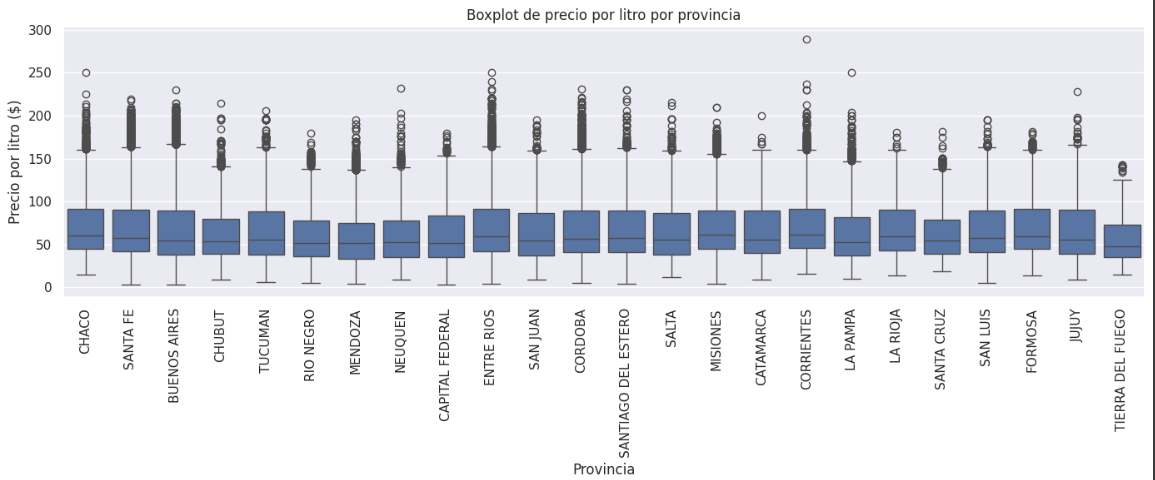 Boxplot de precio por litro por provincia
Precio por litro ($)
300
250
200
150
100
50
0
CHACO
SANTA FE
BUENOS AIRES
CHUBUT
TUCUMAN
RIO NEGRO
MENDOZA
NEUQUEN
CAPITAL FEDERAL
ENTRE RIOS
SAN JUAN
CORDOBA
SANTIAGO DEL ESTERO
SALTA
MISIONES
CATAMARCA
CORRIENTES
LA PAMPA
LA RIOJA
SANTA CRUZ
SAN LUIS
FORMOSA
JUJUY
TIERRA DEL FUEGO
Provincia